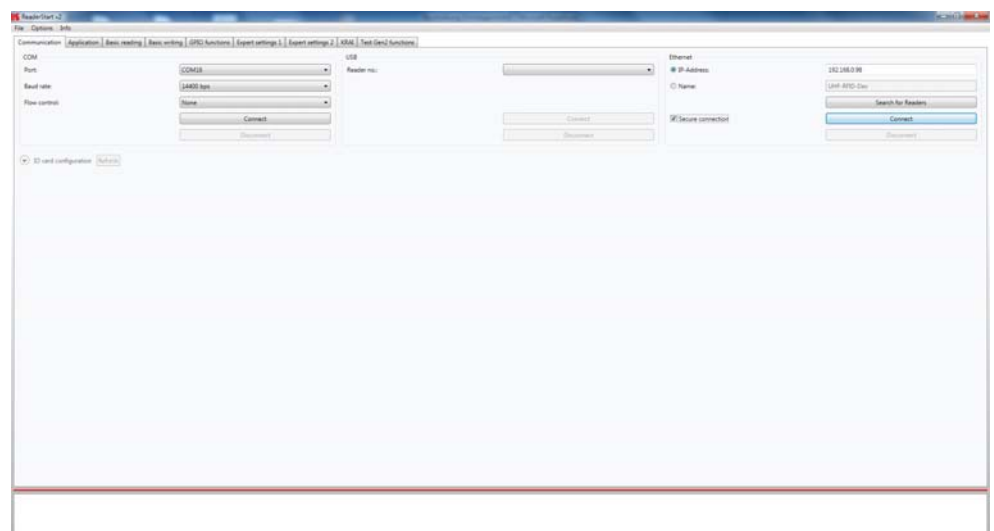 ReaderStart v2
File Options Info
Communication Application Basic reading Basic writing GPIO functions Expert settings 1 Expert settings 2 KRAI Test Gen2 functions
COM USB Ethernet
Port: COM16 Reader no.: IP-Address: 192.168.0.98
Baud rate: 14400 bps Name: UHF-RFID-Dev
Flow control: None Search for Readers
Connect Connect Secure connection Connect
Disconnect Disconnect Disconnect
IO card configuration Refresh